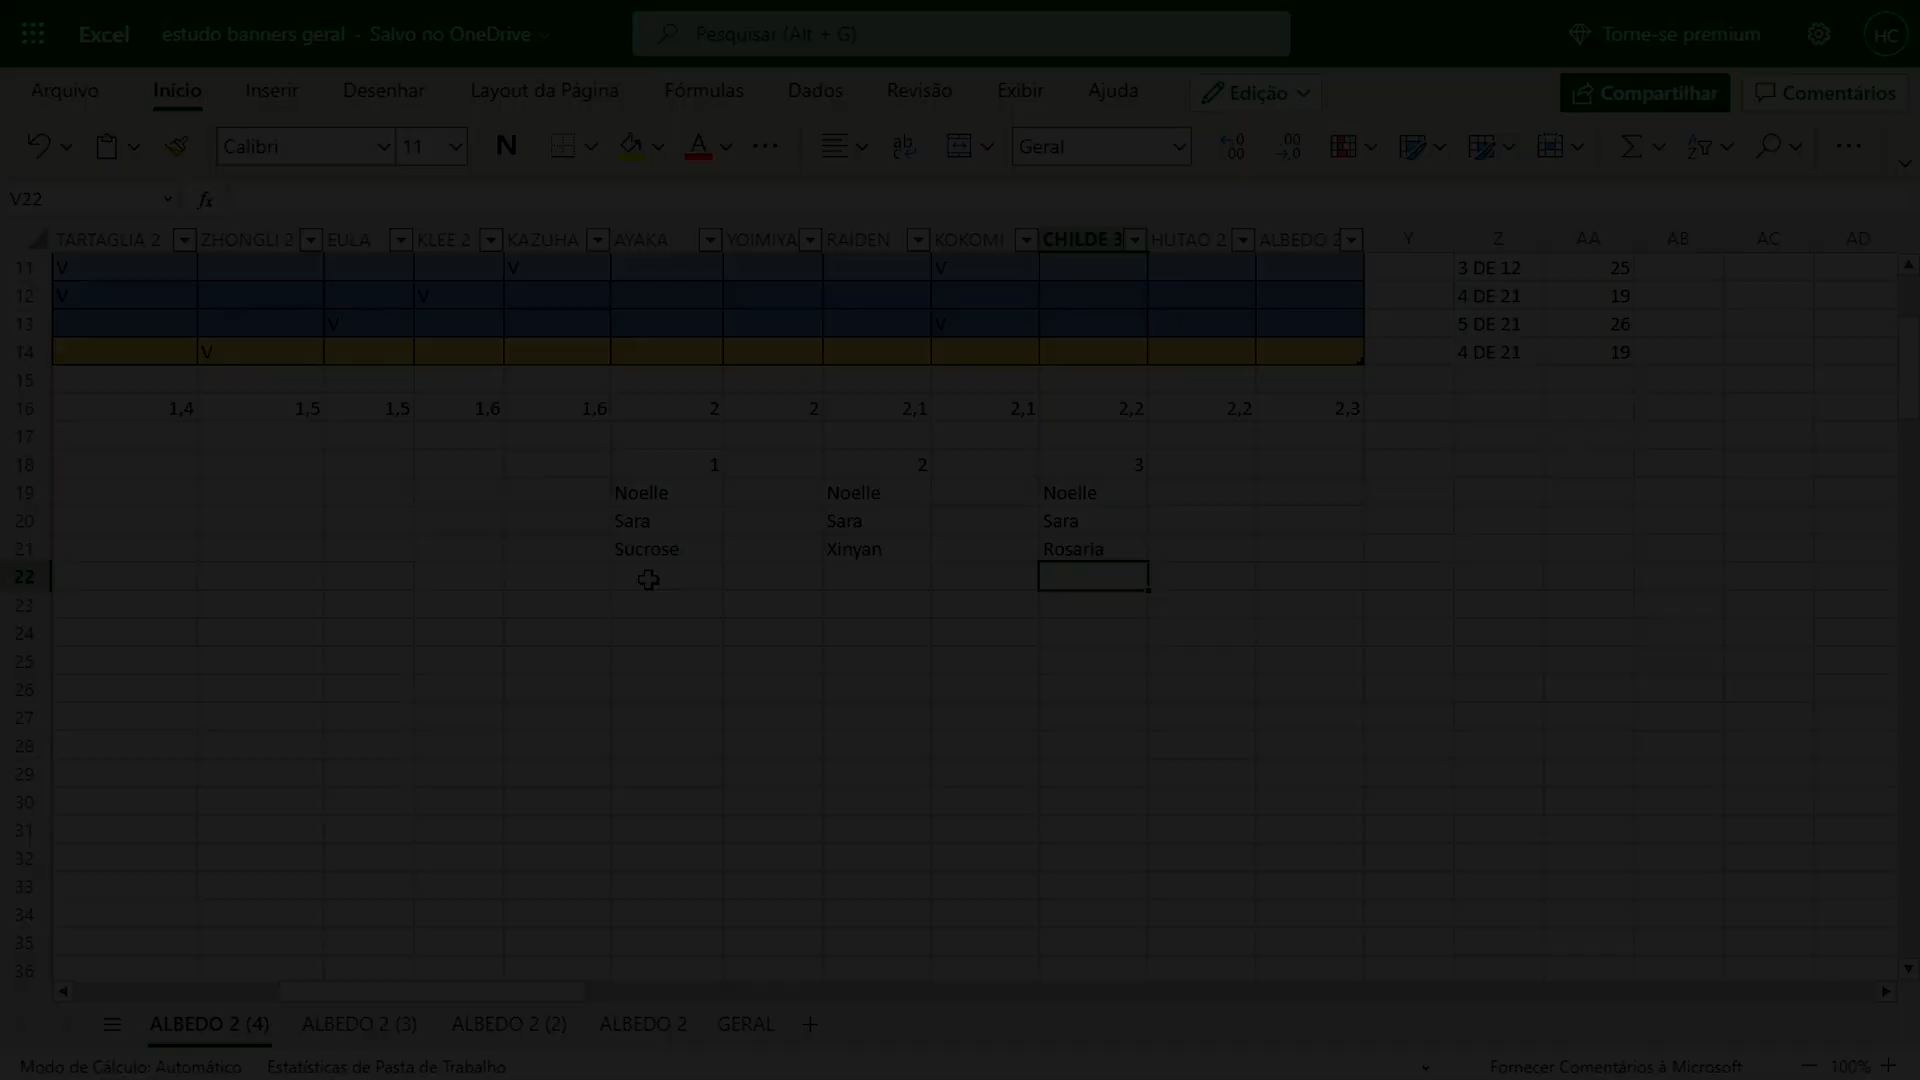 Excel estudo banners geral - Salvo no OneDrive Pesquisar (Alt + G) Torne-se premium HC
Arquivo Início Inserir Desenhar Layout da Página Fórmulas Dados Revisão Exibir Ajuda Edição Compartilhar Comentários
Calibri 11 N A ab Geral
V22 fx
TARTAGLIA 2 ZHONGLI 2 EULA KLEE 2 KAZUHA AYAKA YOIMIYA RAIDEN KOKOMI CHILDE 3 HUTAO 2 ALBEDO 2 Y Z AA AB AC AD
11 V V V 3 DE 12 25
12 V V 4 DE 21 19
13 V V 5 DE 21 26
14 V 4 DE 21 19
15
16 1,4 1,5 1,5 1,6 1,6 2 2 2,1 2,1 2,2 2,2 2,3
17
18 1 2 3
19 Noelle Noelle Noelle
20 Sara Sara Sara
21 Sucrose Xinyan Rosaria
22
23
24
25
26
27
28
29
30
31
32
33
34
35
36
ALBEDO 2 (4) ALBEDO 2 (3) ALBEDO 2 (2) ALBEDO 2 GERAL
Modo de Cálculo: Automático Estatísticas de Pasta de Trabalho Fornecer Comentários à Microsoft 100%